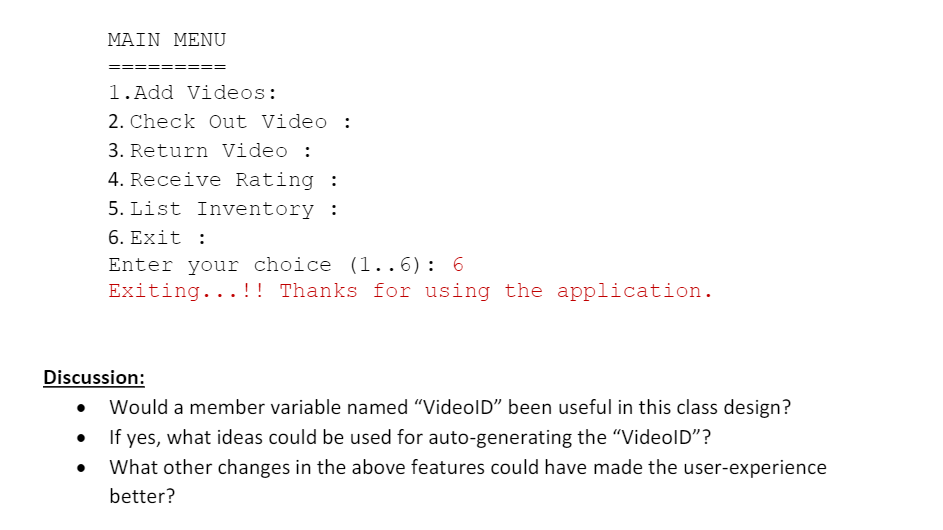 MAIN MENU
=========
1.Add Videos:
2. Check Out Video :
3. Return Video :
4. Receive Rating :
5. List Inventory :
6. Exit :
Enter your choice (1..6): 6
Exiting...!! Thanks for using the application.
Discussion:
• Would a member variable named “VideoID” been useful in this class design?
• If yes, what ideas could be used for auto-generating the “VideoID”?
• What other changes in the above features could have made the user-experience
better?